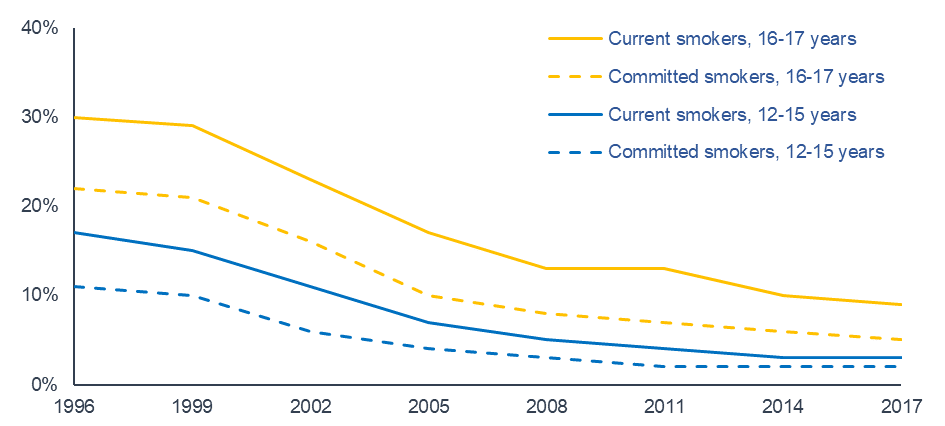 40%
30%
20%
10%
0%
Current smokers, 16-17 years
Committed smokers, 16-17 years
Current smokers, 12-15 years
Committed smokers, 12-15 years
1996 1999 2002 2005 2008 2011 2014 2017